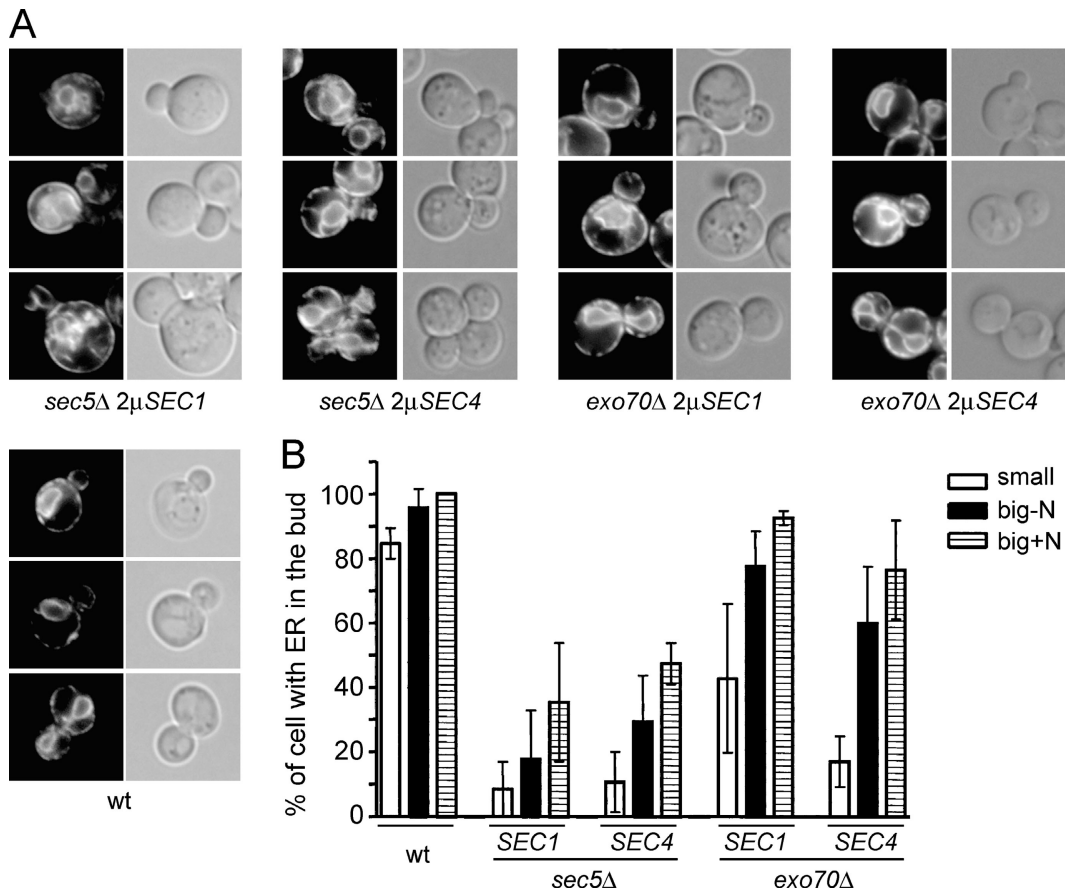 A
sec5Δ 2μSEC1
sec5Δ 2μSEC4
exo70Δ 2μSEC1
exo70Δ 2μSEC4
wt
B
% of cell with ER in the bud
100
80
60
40
20
0
small
big-N
big+N
wt
SEC1
SEC4
SEC1
SEC4
sec5Δ
exo70Δ